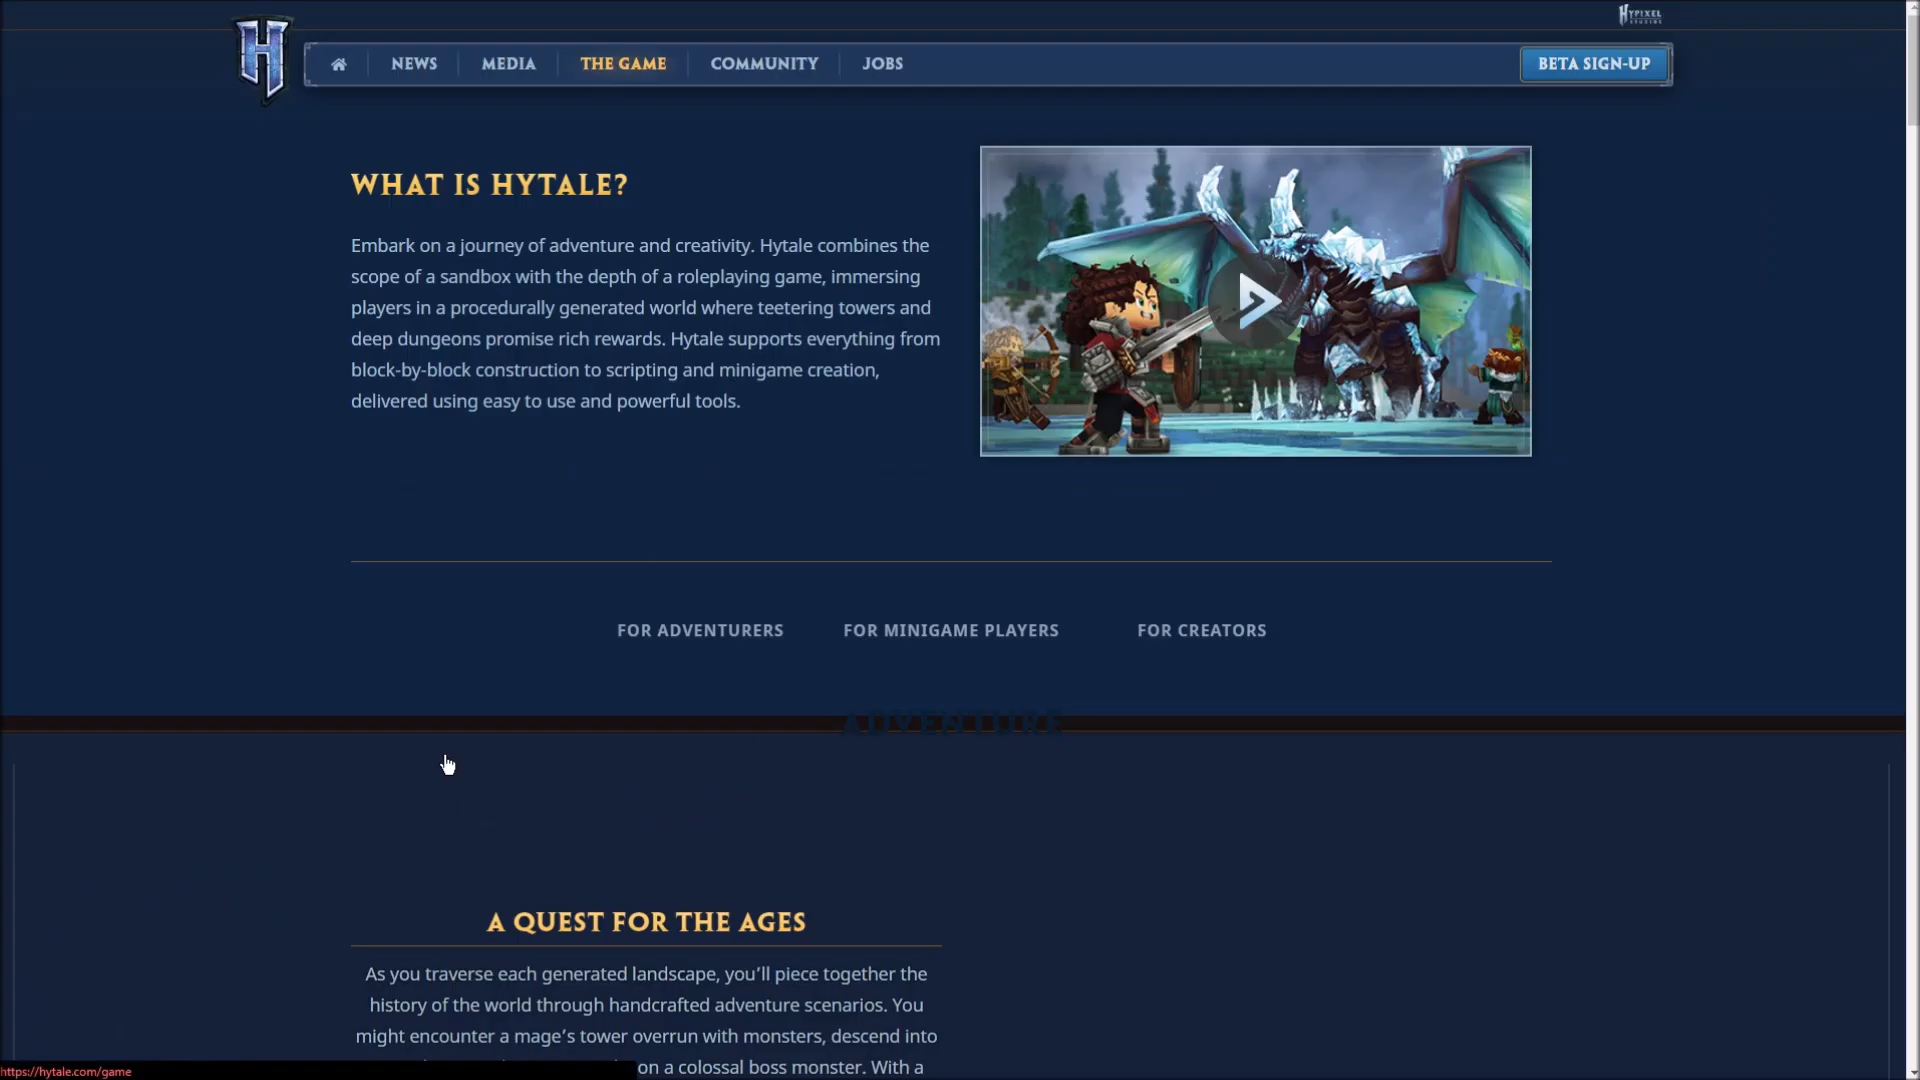 HYPIXEL
STUDIOS
NEWS
MEDIA
THE GAME
COMMUNITY
JOBS
BETA SIGN-UP
WHAT IS HYTALE?
Embark on a journey of adventure and creativity. Hytale combines the
scope of a sandbox with the depth of a roleplaying game, immersing
players in a procedurally generated world where teetering towers and
deep dungeons promise rich rewards. Hytale supports everything from
block-by-block construction to scripting and minigame creation,
delivered using easy to use and powerful tools.
FOR ADVENTURERS
FOR MINIGAME PLAYERS
FOR CREATORS
ADVENTURE
A QUEST FOR THE AGES
As you traverse each generated landscape, you'll piece together the
history of the world through handcrafted adventure scenarios. You
might encounter a mage's tower overrun with monsters, descend into
on a colossal boss monster. With a
https://hytale.com/game